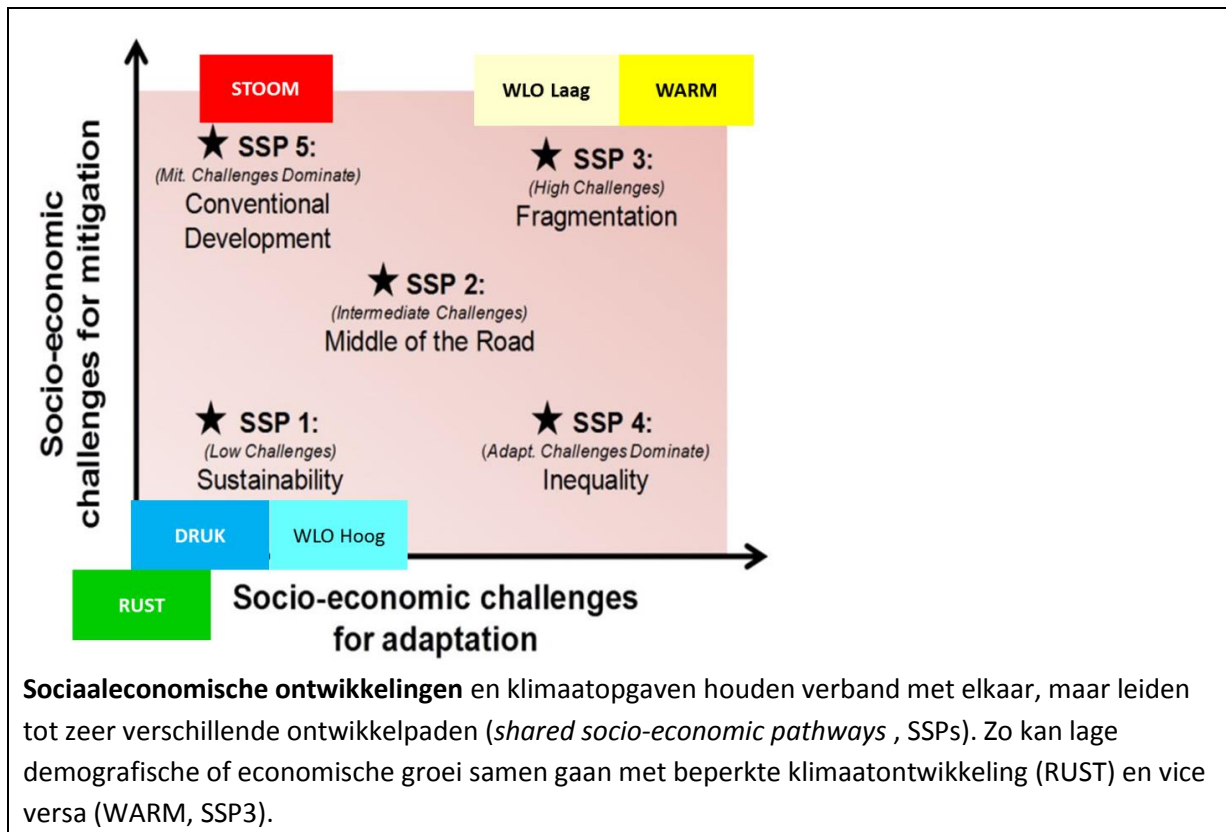 STOOM
WLO Laag
WARM
SSP 5:
(Mit. Challenges Dominate)
Conventional
Development
SSP 3:
(High Challenges)
Fragmentation
SSP 2:
(Intermediate Challenges)
Middle of the Road
SSP 1:
(Low Challenges)
Sustainability
SSP 4:
(Adapt. Challenges Dominate)
Inequality
Socio-economic
challenges for mitigation
DRUK
WLO Hoog
RUST
Socio-economic challenges
for adaptation
Sociaaleconomische ontwikkelingen en klimaatopgaven houden verband met elkaar, maar leiden
tot zeer verschillende ontwikkelpaden (shared socio-economic pathways , SSPs). Zo kan lage
demografische of economische groei samen gaan met beperkte klimaatontwikkeling (RUST) en vice
versa (WARM, SSP3).